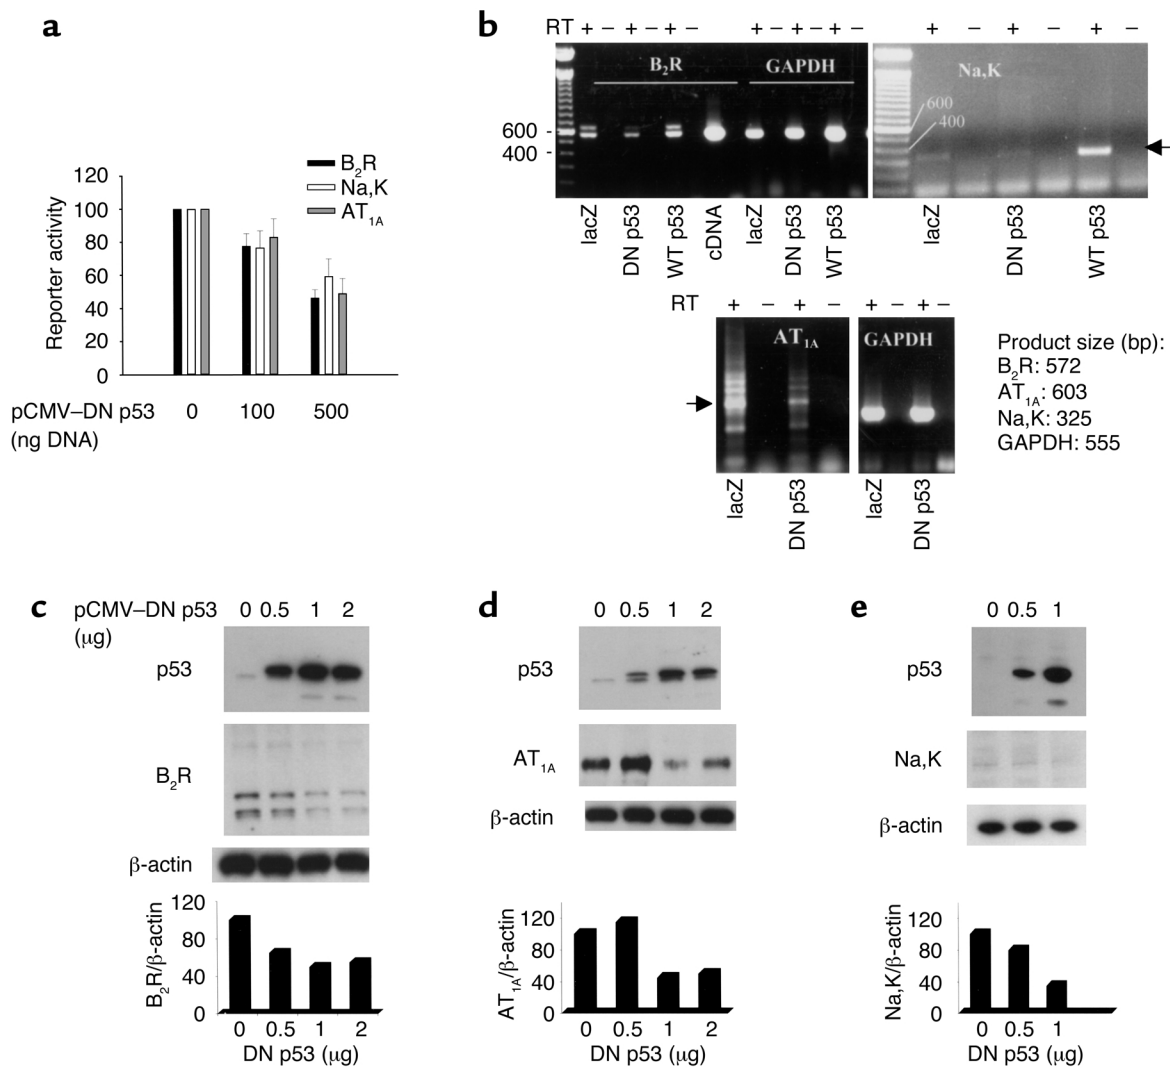 a
B2R
Na,K
AT1A
120
100
80
60
40
20
0
Reporter activity
pCMV–DN p53 0 100 500
(ng DNA)
b
RT + – + – + – + – + – + –
B2R GAPDH
600
400
lacZ DN p53 WT p53 cDNA lacZ DN p53 WT p53
+ – + – + –
Na,K
600
400
lacZ DN p53 WT p53
RT + – + – + – + –
AT1A GAPDH
lacZ DN p53 lacZ DN p53
Product size (bp):
B2R: 572
AT1A: 603
Na,K: 325
GAPDH: 555
c
pCMV–DN p53 0 0.5 1 2
(μg)
p53
B2R
β-actin
120
80
40
0
B2R/β-actin
0 0.5 1 2
DN p53 (μg)
d
0 0.5 1 2
p53
AT1A
β-actin
120
80
40
0
AT1A/β-actin
0 0.5 1 2
DN p53 (μg)
e
0 0.5 1
p53
Na,K
β-actin
120
80
40
0
Na,K/β-actin
0 0.5 1
DN p53 (μg)